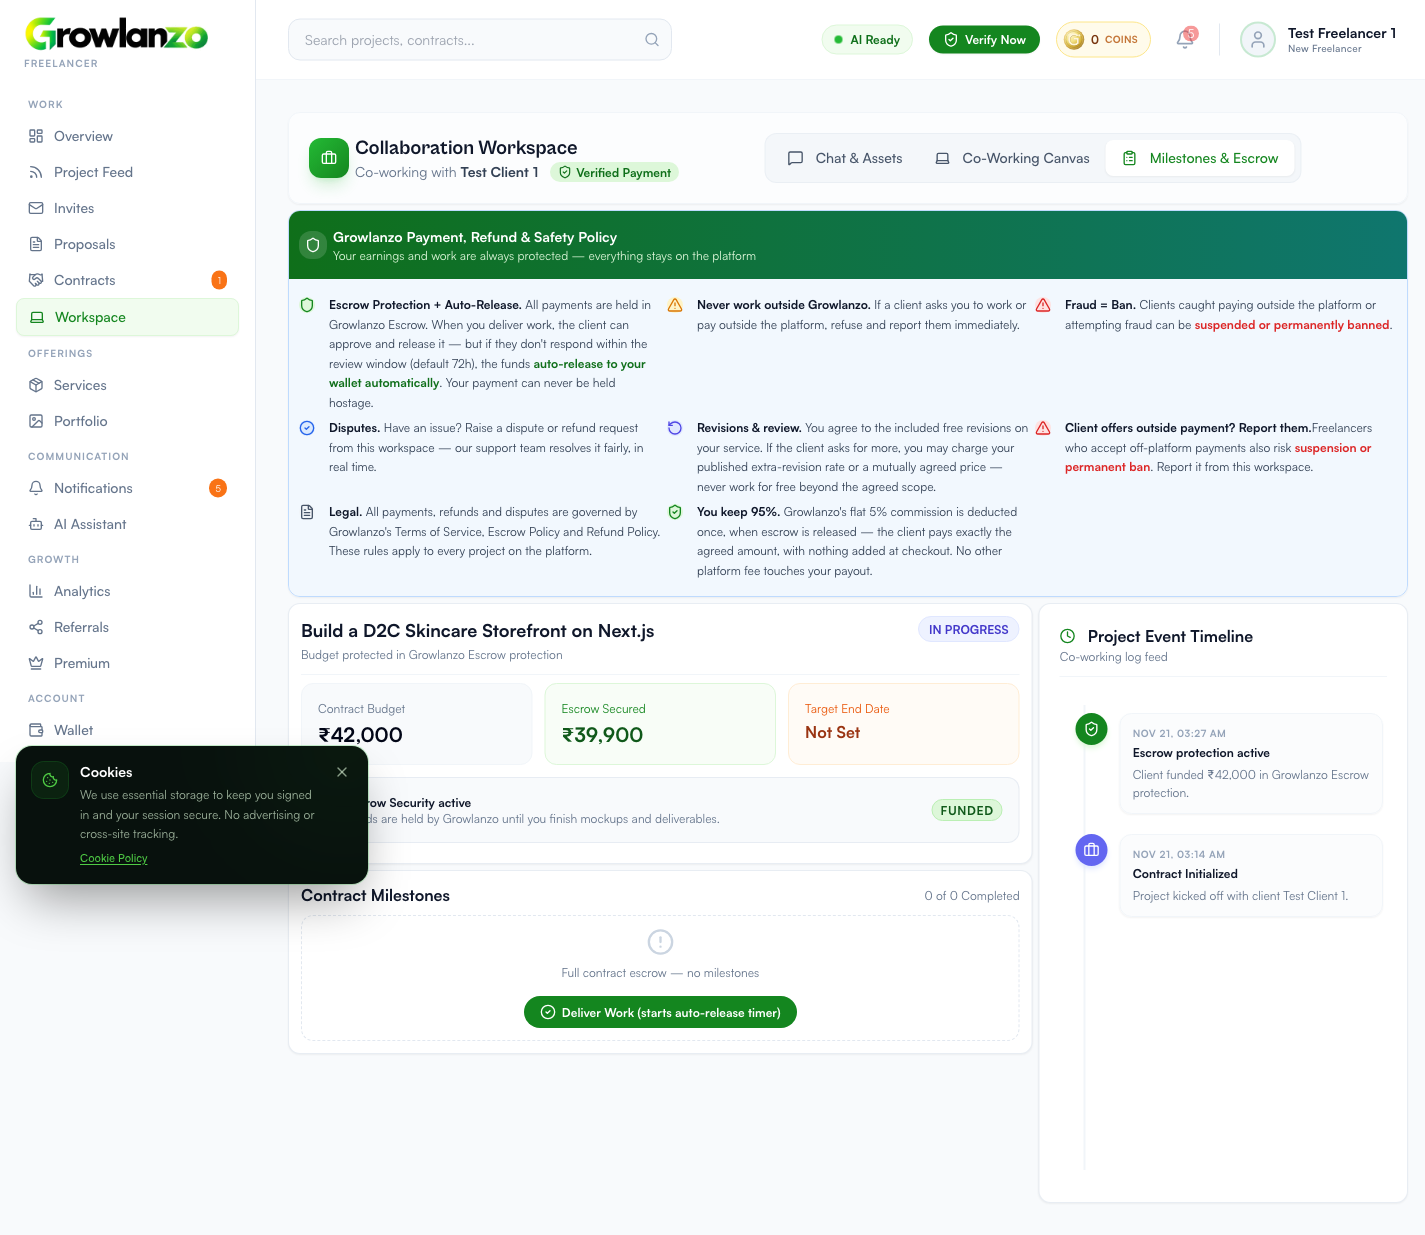 Growlanzo
FREELANCER
Search projects, contracts...
AI Ready
Verify Now
0 COINS
5
Test Freelancer 1
New Freelancer
WORK
Overview
Project Feed
Invites
Proposals
Contracts
1
Workspace
OFFERINGS
Services
Portfolio
COMMUNICATION
Notifications
5
AI Assistant
GROWTH
Analytics
Referrals
Premium
ACCOUNT
Wallet
Collaboration Workspace
Co-working with Test Client 1
Verified Payment
Chat & Assets
Co-Working Canvas
Milestones & Escrow
Growlanzo Payment, Refund & Safety Policy
Your earnings and work are always protected — everything stays on the platform
Escrow Protection + Auto-Release. All payments are held in
Growlanzo Escrow. When you deliver work, the client can
approve and release it — but if they don't respond within the
review window (default 72h), the funds auto-release to your
wallet automatically. Your payment can never be held
hostage.
Never work outside Growlanzo. If a client asks you to work or
pay outside the platform, refuse and report them immediately.
Fraud = Ban. Clients caught paying outside the platform or
attempting fraud can be suspended or permanently banned.
Disputes. Have an issue? Raise a dispute or refund request
from this workspace — our support team resolves it fairly, in
real time.
Revisions & review. You agree to the included free revisions on
your service. If the client asks for more, you may charge your
published extra-revision rate or a mutually agreed price —
never work for free beyond the agreed scope.
Client offers outside payment? Report them.Freelancers
who accept off-platform payments also risk suspension or
permanent ban. Report it from this workspace.
Legal. All payments, refunds and disputes are governed by
Growlanzo's Terms of Service, Escrow Policy and Refund Policy.
These rules apply to every project on the platform.
You keep 95%. Growlanzo's flat 5% commission is deducted
once, when escrow is released — the client pays exactly the
agreed amount, with nothing added at checkout. No other
platform fee touches your payout.
Build a D2C Skincare Storefront on Next.js
Budget protected in Growlanzo Escrow protection
IN PROGRESS
Contract Budget
₹42,000
Escrow Secured
₹39,900
Target End Date
Not Set
row Security active
ds are held by Growlanzo until you finish mockups and deliverables.
FUNDED
Contract Milestones
0 of 0 Completed
Full contract escrow — no milestones
Deliver Work (starts auto-release timer)
Project Event Timeline
Co-working log feed
NOV 21, 03:27 AM
Escrow protection active
Client funded ₹42,000 in Growlanzo Escrow
protection.
NOV 21, 03:14 AM
Contract Initialized
Project kicked off with client Test Client 1.
Cookies
We use essential storage to keep you signed
in and your session secure. No advertising or
cross-site tracking.
Cookie Policy